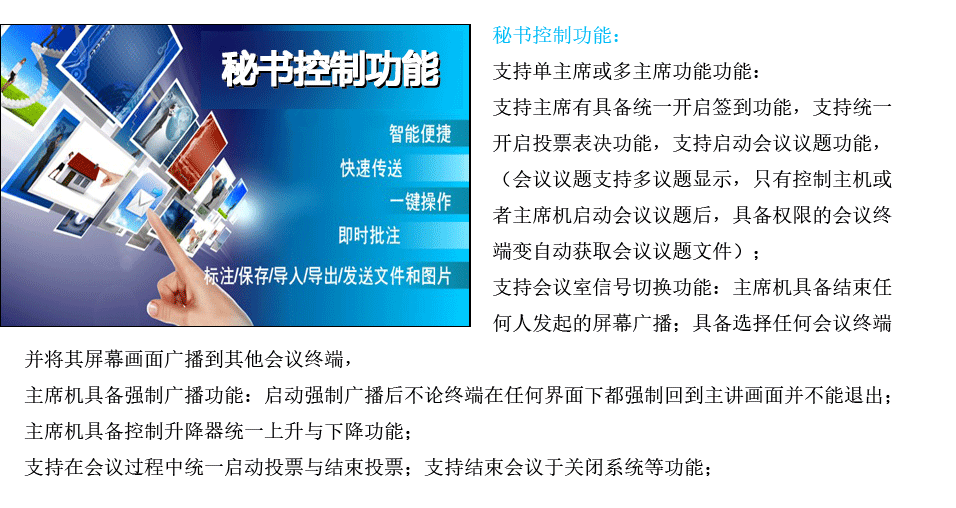 秘书控制功能
智能便捷
快速传送
一键操作
即时批注
标注/保存/导入/导出/发送文件和图片
秘书控制功能：
支持单主席或多主席功能功能：
支持主席有具备统一开启签到功能，支持统一
开启投票表决功能，支持启动会议议题功能，
（会议议题支持多议题显示，只有控制主机或
者主席机启动会议议题后，具备权限的会议终
端变自动获取会议议题文件）；
支持会议室信号切换功能：主席机具备结束任
何人发起的屏幕广播；具备选择任何会议终端
并将其屏幕画面广播到其他会议终端，
主席机具备强制广播功能：启动强制广播后不论终端在任何界面下都强制回到主讲画面并不能退出；
主席机具备控制升降器统一上升与下降功能；
支持在会议过程中统一启动投票与结束投票；支持结束会议于关闭系统等功能；